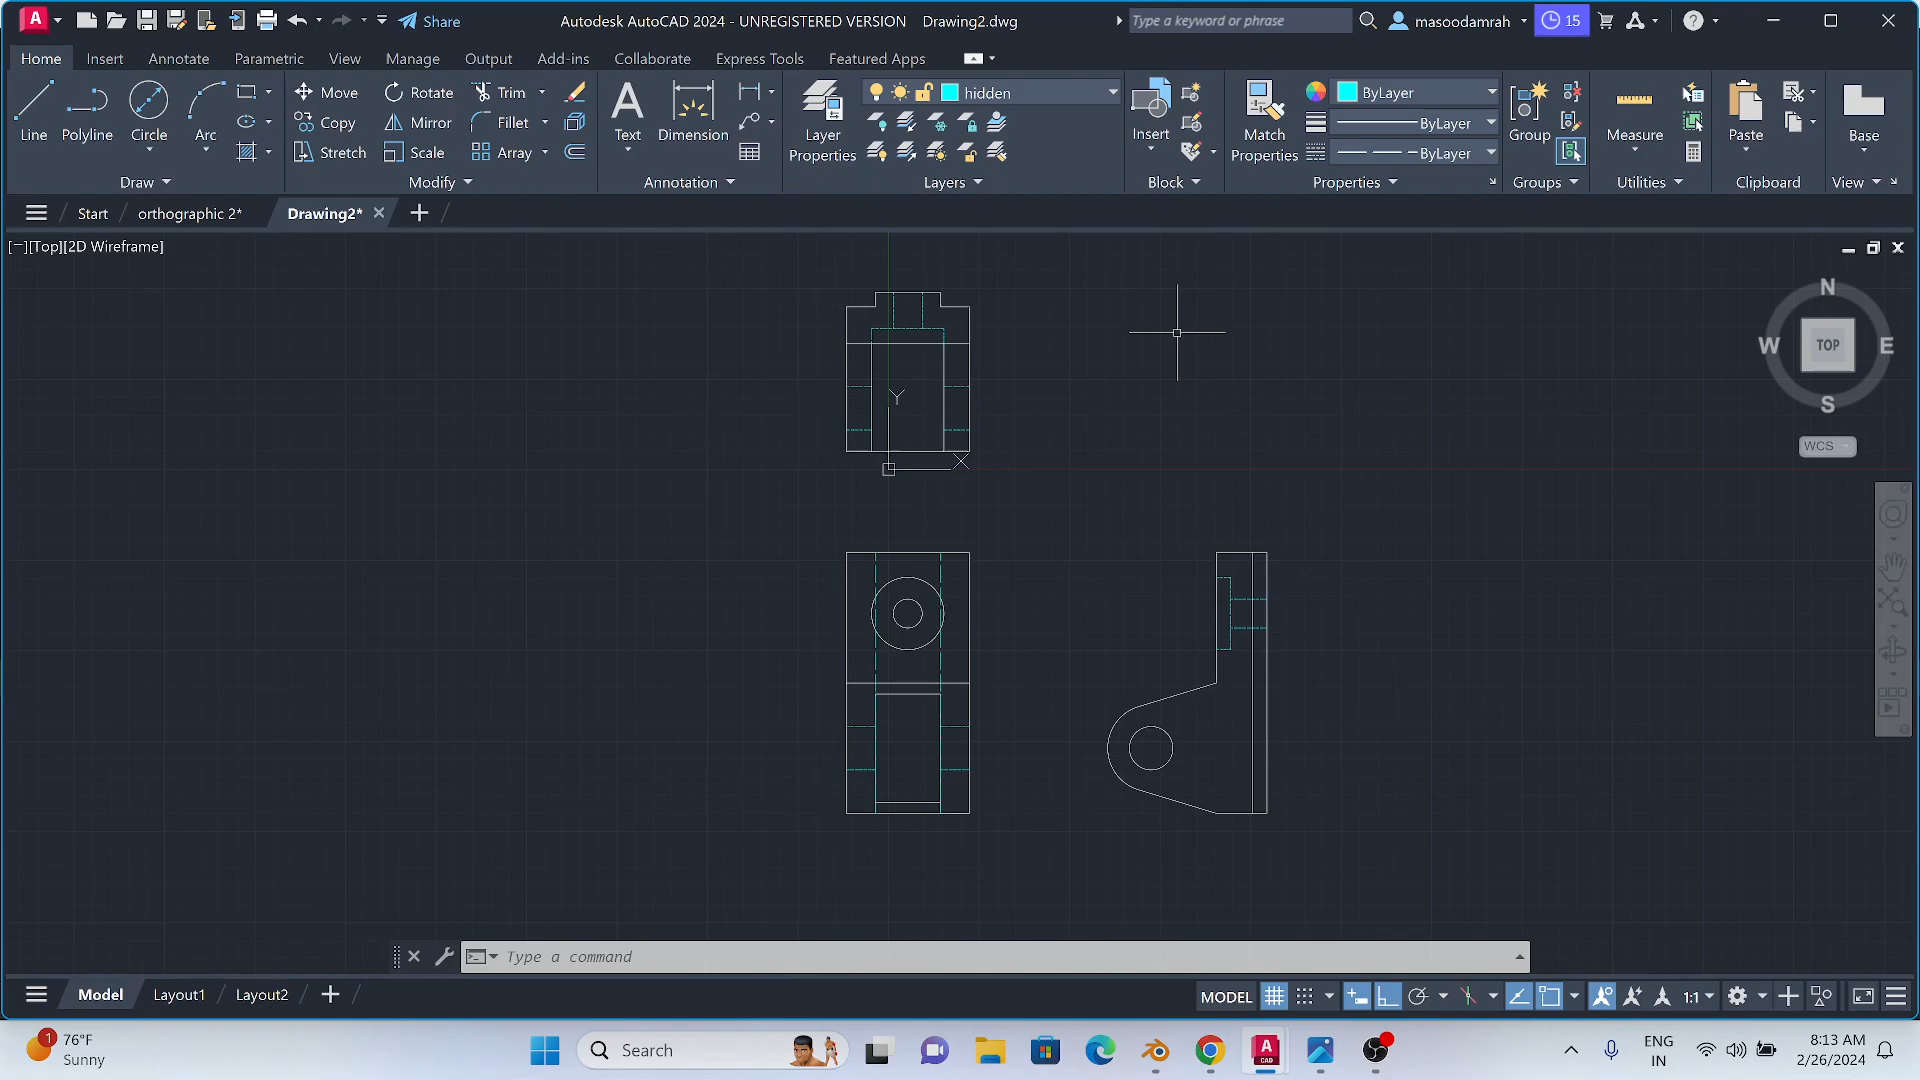 Share
Autodesk AutoCAD 2024 - UNREGISTERED VERSION Drawing2.dwg
Type a keyword or phrase
masoodamrah
15
Home Insert Annotate Parametric View Manage Output Add-ins Collaborate Express Tools Featured Apps
Line Polyline Circle Arc
Move Rotate Trim
Copy Mirror Fillet
Stretch Scale Array
Text Dimension
Layer Properties
hidden
Insert
Match Properties
ByLayer
ByLayer
ByLayer
Group
Measure
Paste
Base
Draw Modify Annotation Layers Block Properties Groups Utilities Clipboard View
Start orthographic 2* Drawing2*
[−][Top][2D Wireframe]
N
W TOP E
S
WCS
Y
X
Type a command
Model Layout1 Layout2
MODEL
1:1
1
76°F
Sunny
Search
A
CAD
ENG
IN
8:13 AM
2/26/2024